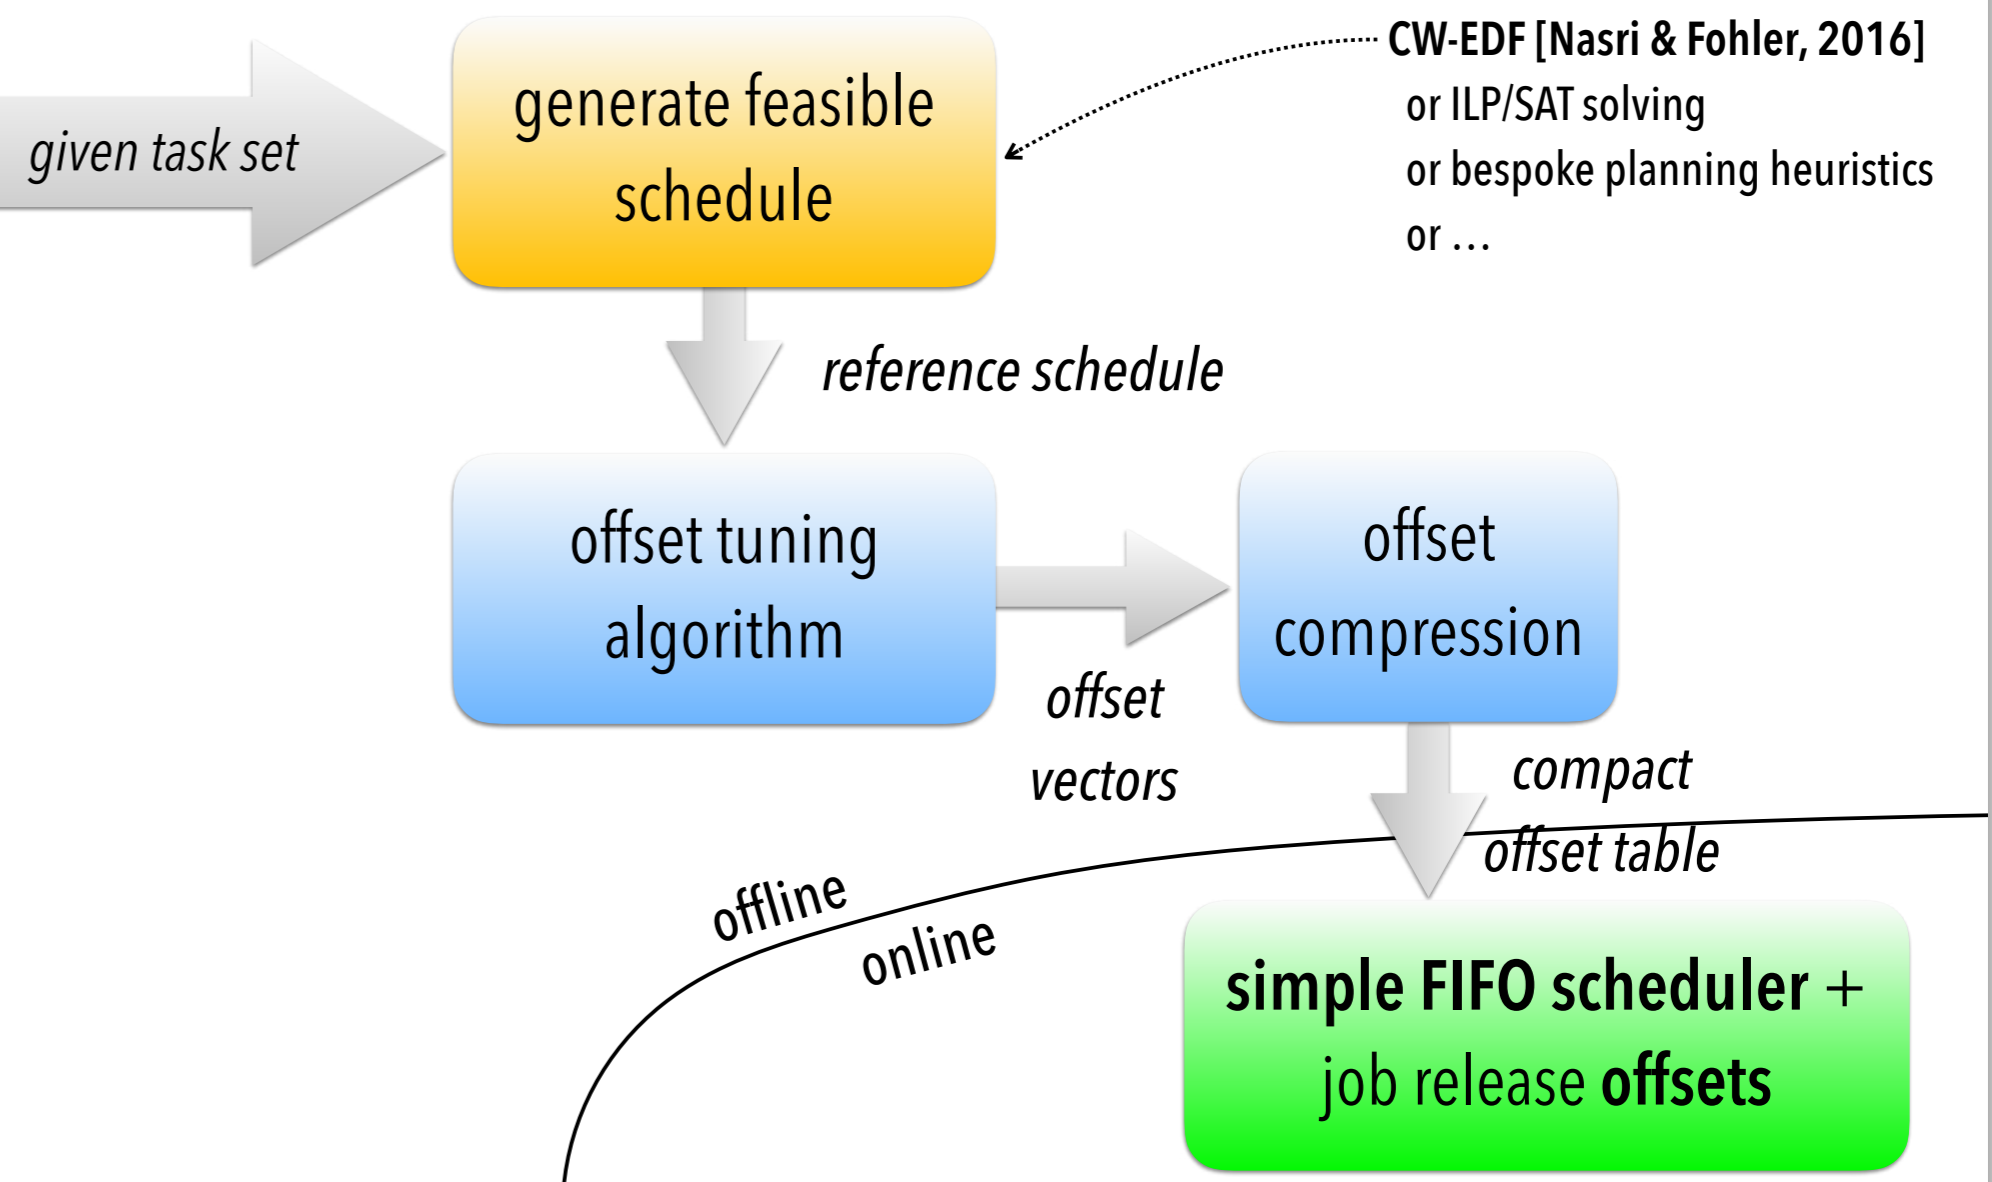 given task set
generate feasible
schedule
CW-EDF [Nasri & Fohler, 2016]
or ILP/SAT solving
or bespoke planning heuristics
or …
reference schedule
offset tuning
algorithm
offset
vectors
offset
compression
compact
offset table
offline
online
simple FIFO scheduler +
job release offsets